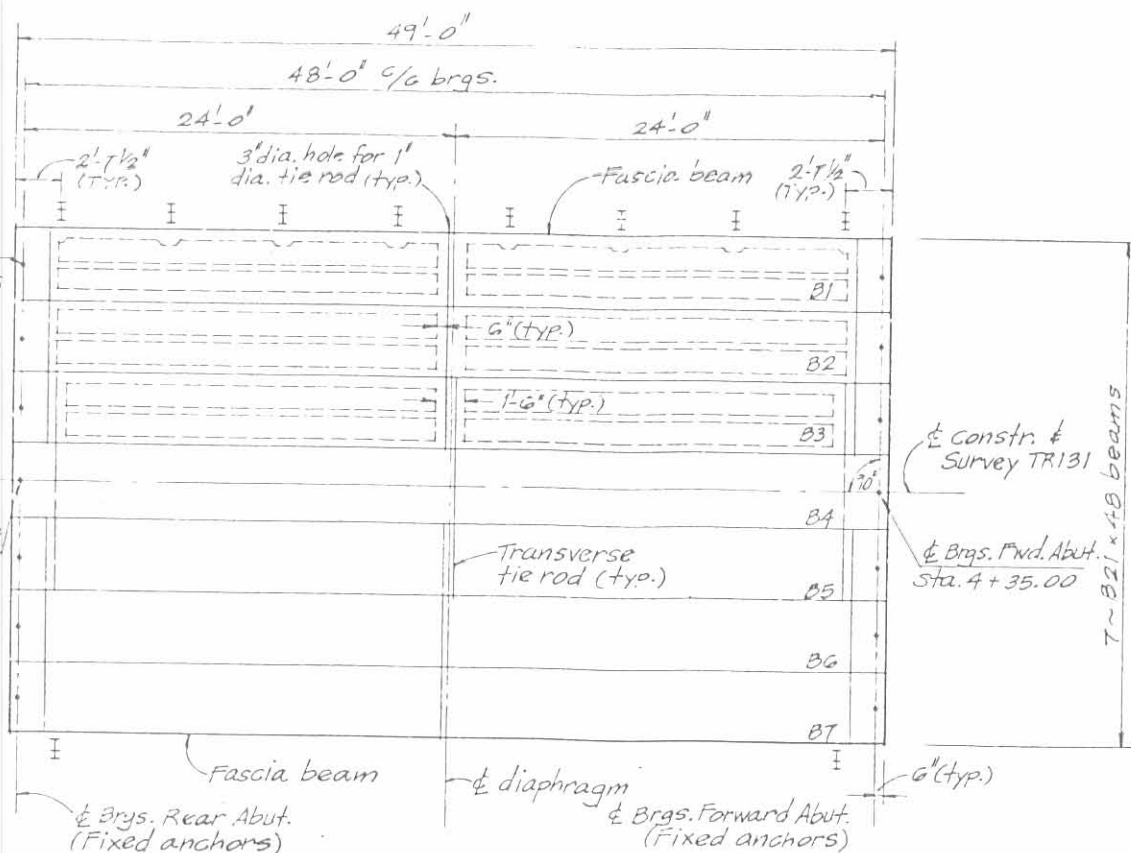 49'-0"
48'-0" c/c brgs.
24'-0"
24'-0"
2'-7½"
(Typ.)
3"dia. hole for 1"
dia. tie rod (typ.)
Fascia beam
2'-7½"
(Typ.)
B1
6"(typ.)
B2
1'-6"(typ.)
B3
℄ Constr. &
Survey TR131
90°
B4
℄ Brgs. Fwd. Abut.
Sta. 4+35.00
Transverse
tie rod (typ.)
B5
7~B21 x 48 beams
B6
B7
Fascia beam
℄ diaphragm
6"(typ.)
℄ Brgs. Rear Abut.
(Fixed anchors)
℄ Brgs. Forward Abut.
(Fixed anchors)